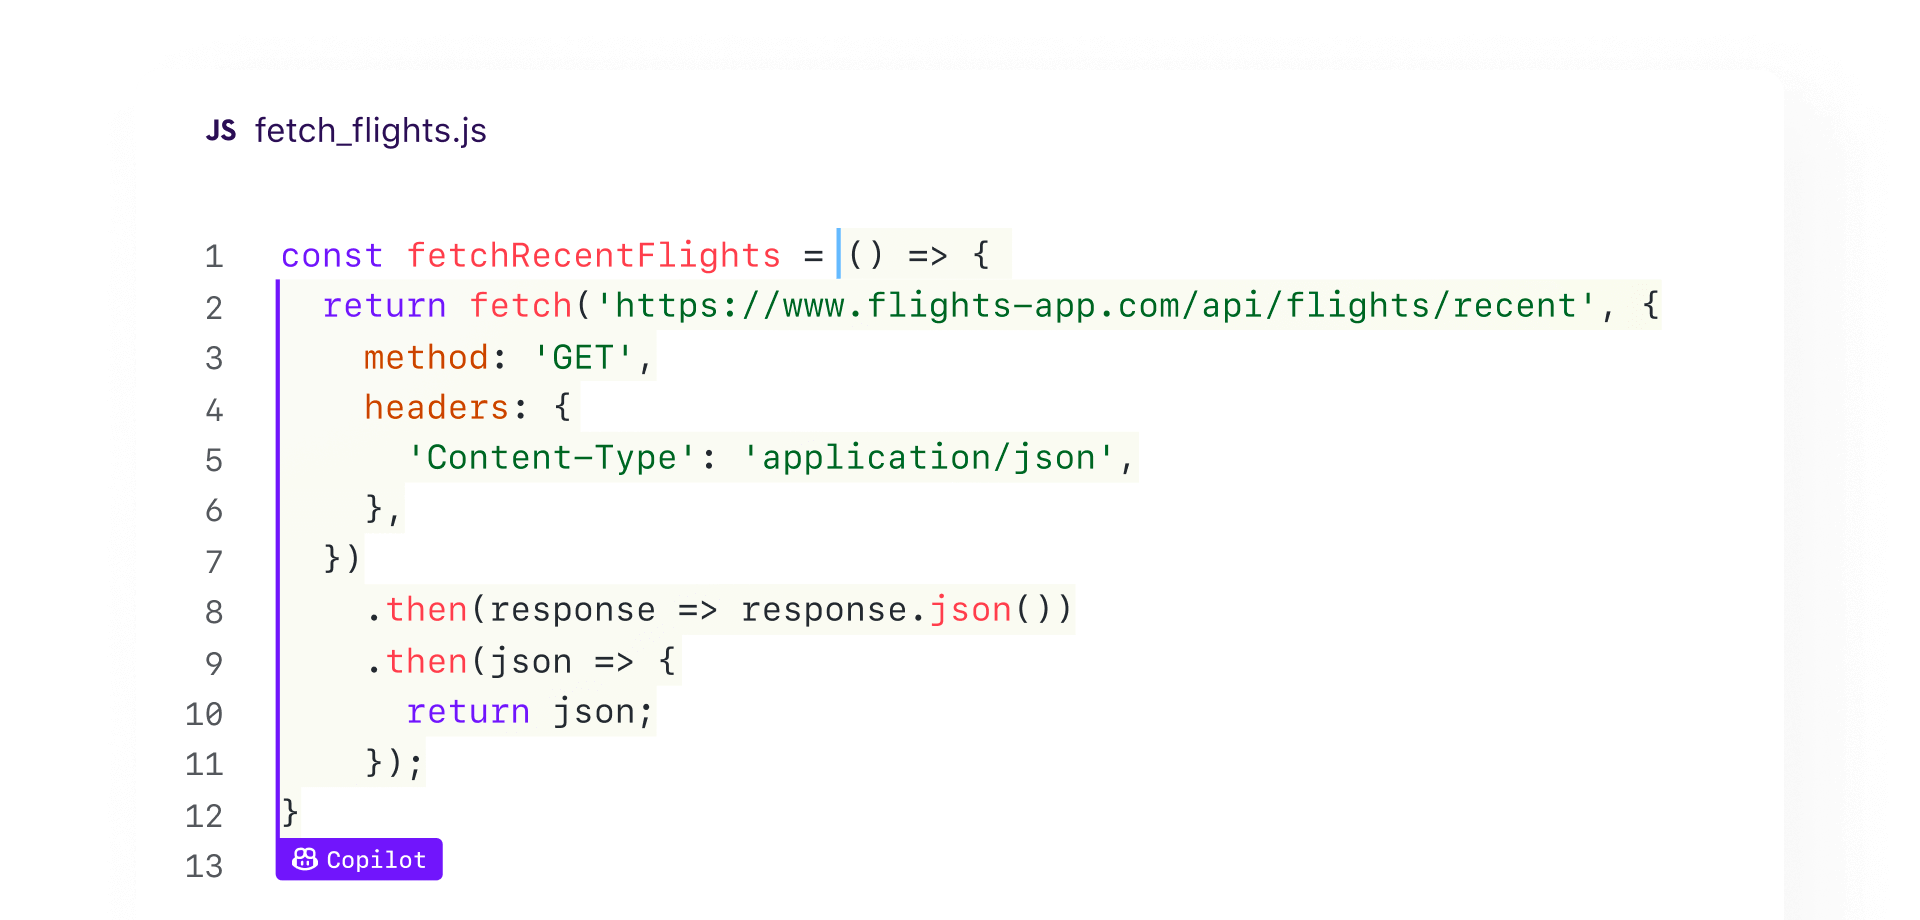 JS fetch_flights.js
1 const fetchRecentFlights = () => {
2   return fetch('https://www.flights-app.com/api/flights/recent', {
3     method: 'GET',
4     headers: {
5       'Content-Type': 'application/json',
6     },
7   })
8     .then(response => response.json())
9     .then(json => {
10       return json;
11     });
12 }
13 Copilot